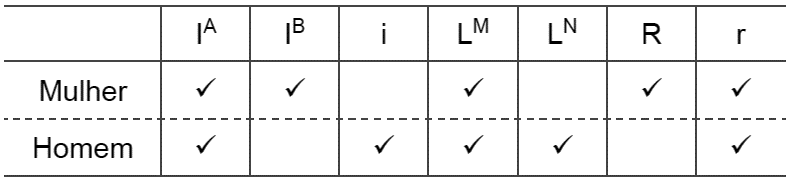 I^A I^B i L^M L^N R r
Mulher ✓ ✓ ✓ ✓ ✓
Homem ✓ ✓ ✓ ✓ ✓